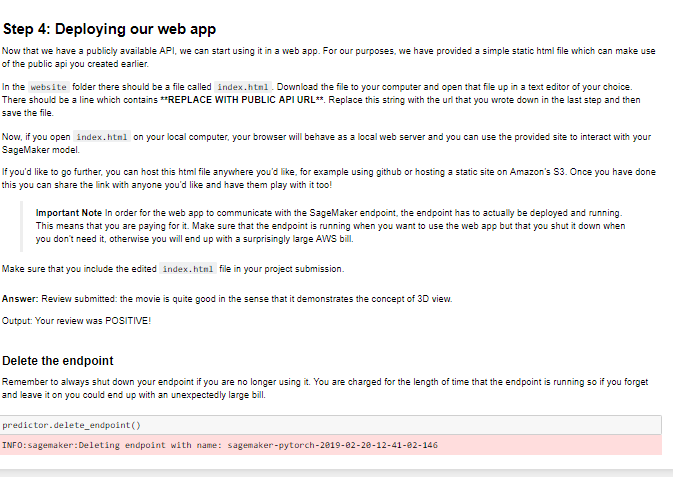 Step 4: Deploying our web app
Now that we have a publicly available API, we can start using it in a web app. For our purposes, we have provided a simple static html file which can make use
of the public api you created earlier.
In the website folder there should be a file called index.html. Download the file to your computer and open that file up in a text editor of your choice.
There should be a line which contains **REPLACE WITH PUBLIC API URL**. Replace this string with the url that you wrote down in the last step and then
save the file.
Now, if you open index.html on your local computer, your browser will behave as a local web server and you can use the provided site to interact with your
SageMaker model.
If you'd like to go further, you can host this html file anywhere you'd like, for example using github or hosting a static site on Amazon's S3. Once you have done
this you can share the link with anyone you'd like and have them play with it too!
Important Note In order for the web app to communicate with the SageMaker endpoint, the endpoint has to actually be deployed and running.
This means that you are paying for it. Make sure that the endpoint is running when you want to use the web app but that you shut it down when
you don't need it, otherwise you will end up with a surprisingly large AWS bill.
Make sure that you include the edited index.html file in your project submission.
Answer: Review submitted: the movie is quite good in the sense that it demonstrates the concept of 3D view.
Output: Your review was POSITIVE!
Delete the endpoint
Remember to always shut down your endpoint if you are no longer using it. You are charged for the length of time that the endpoint is running so if you forget
and leave it on you could end up with an unexpectedly large bill.
predictor.delete_endpoint()
INFO:sagemaker:Deleting endpoint with name: sagemaker-pytorch-2019-02-20-12-41-02-146